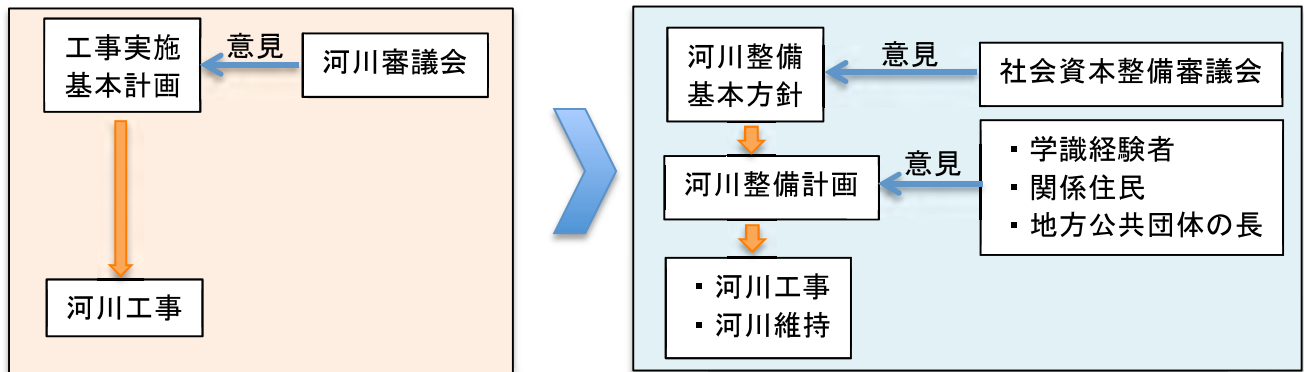 工事実施
基本計画
意見
河川審議会
河川工事
河川整備
基本方針
意見
社会資本整備審議会
河川整備計画
意見
・学識経験者
・関係住民
・地方公共団体の長
・河川工事
・河川維持